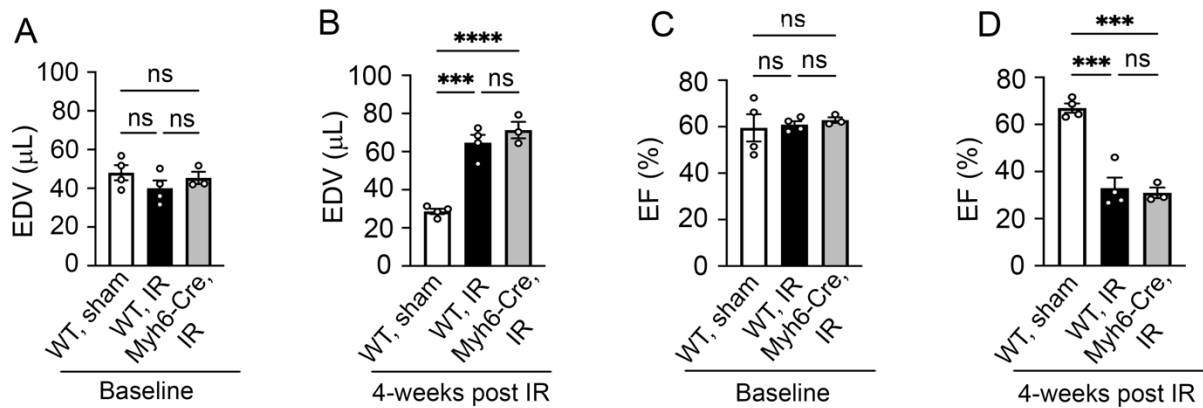 A
EDV (μL)
100
80
60
40
20
0
ns
ns
ns
WT, sham
WT, IR
Myh6-Cre,
IR
Baseline
B
EDV (μL)
100
80
60
40
20
0
****
***
ns
WT, sham
WT, IR
Myh6-Cre,
IR
4-weeks post IR
C
EF (%)
80
60
40
20
0
ns
ns
ns
WT, sham
WT, IR
Myh6-Cre,
IR
Baseline
D
EF (%)
80
60
40
20
0
***
***
ns
WT, sham
WT, IR
Myh6-Cre,
IR
4-weeks post IR